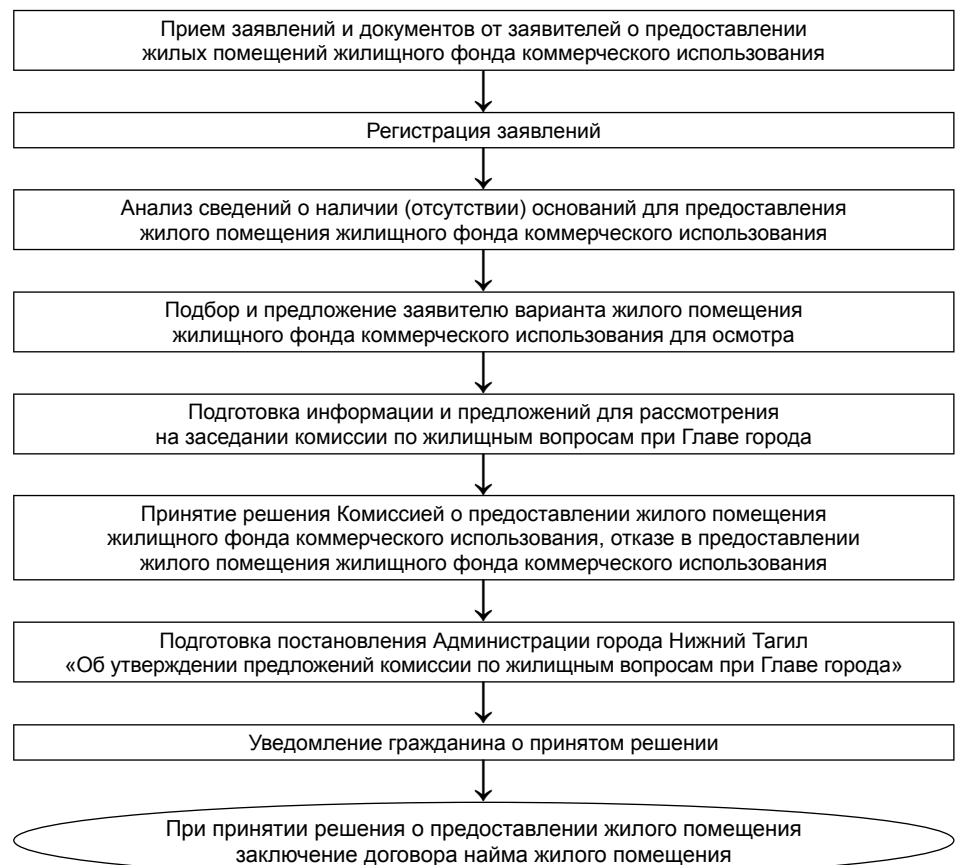 Прием заявлений и документов от заявителей о предоставлении
жилых помещений жилищного фонда коммерческого использования
Регистрация заявлений
Анализ сведений о наличии (отсутствии) оснований для предоставления
жилого помещения жилищного фонда коммерческого использования
Подбор и предложение заявителю варианта жилого помещения
жилищного фонда коммерческого использования для осмотра
Подготовка информации и предложений для рассмотрения
на заседании комиссии по жилищным вопросам при Главе города
Принятие решения Комиссией о предоставлении жилого помещения
жилищного фонда коммерческого использования, отказе в предоставлении
жилого помещения жилищного фонда коммерческого использования
Подготовка постановления Администрации города Нижний Тагил
«Об утверждении предложений комиссии по жилищным вопросам при Главе города»
Уведомление гражданина о принятом решении
При принятии решения о предоставлении жилого помещения
заключение договора найма жилого помещения